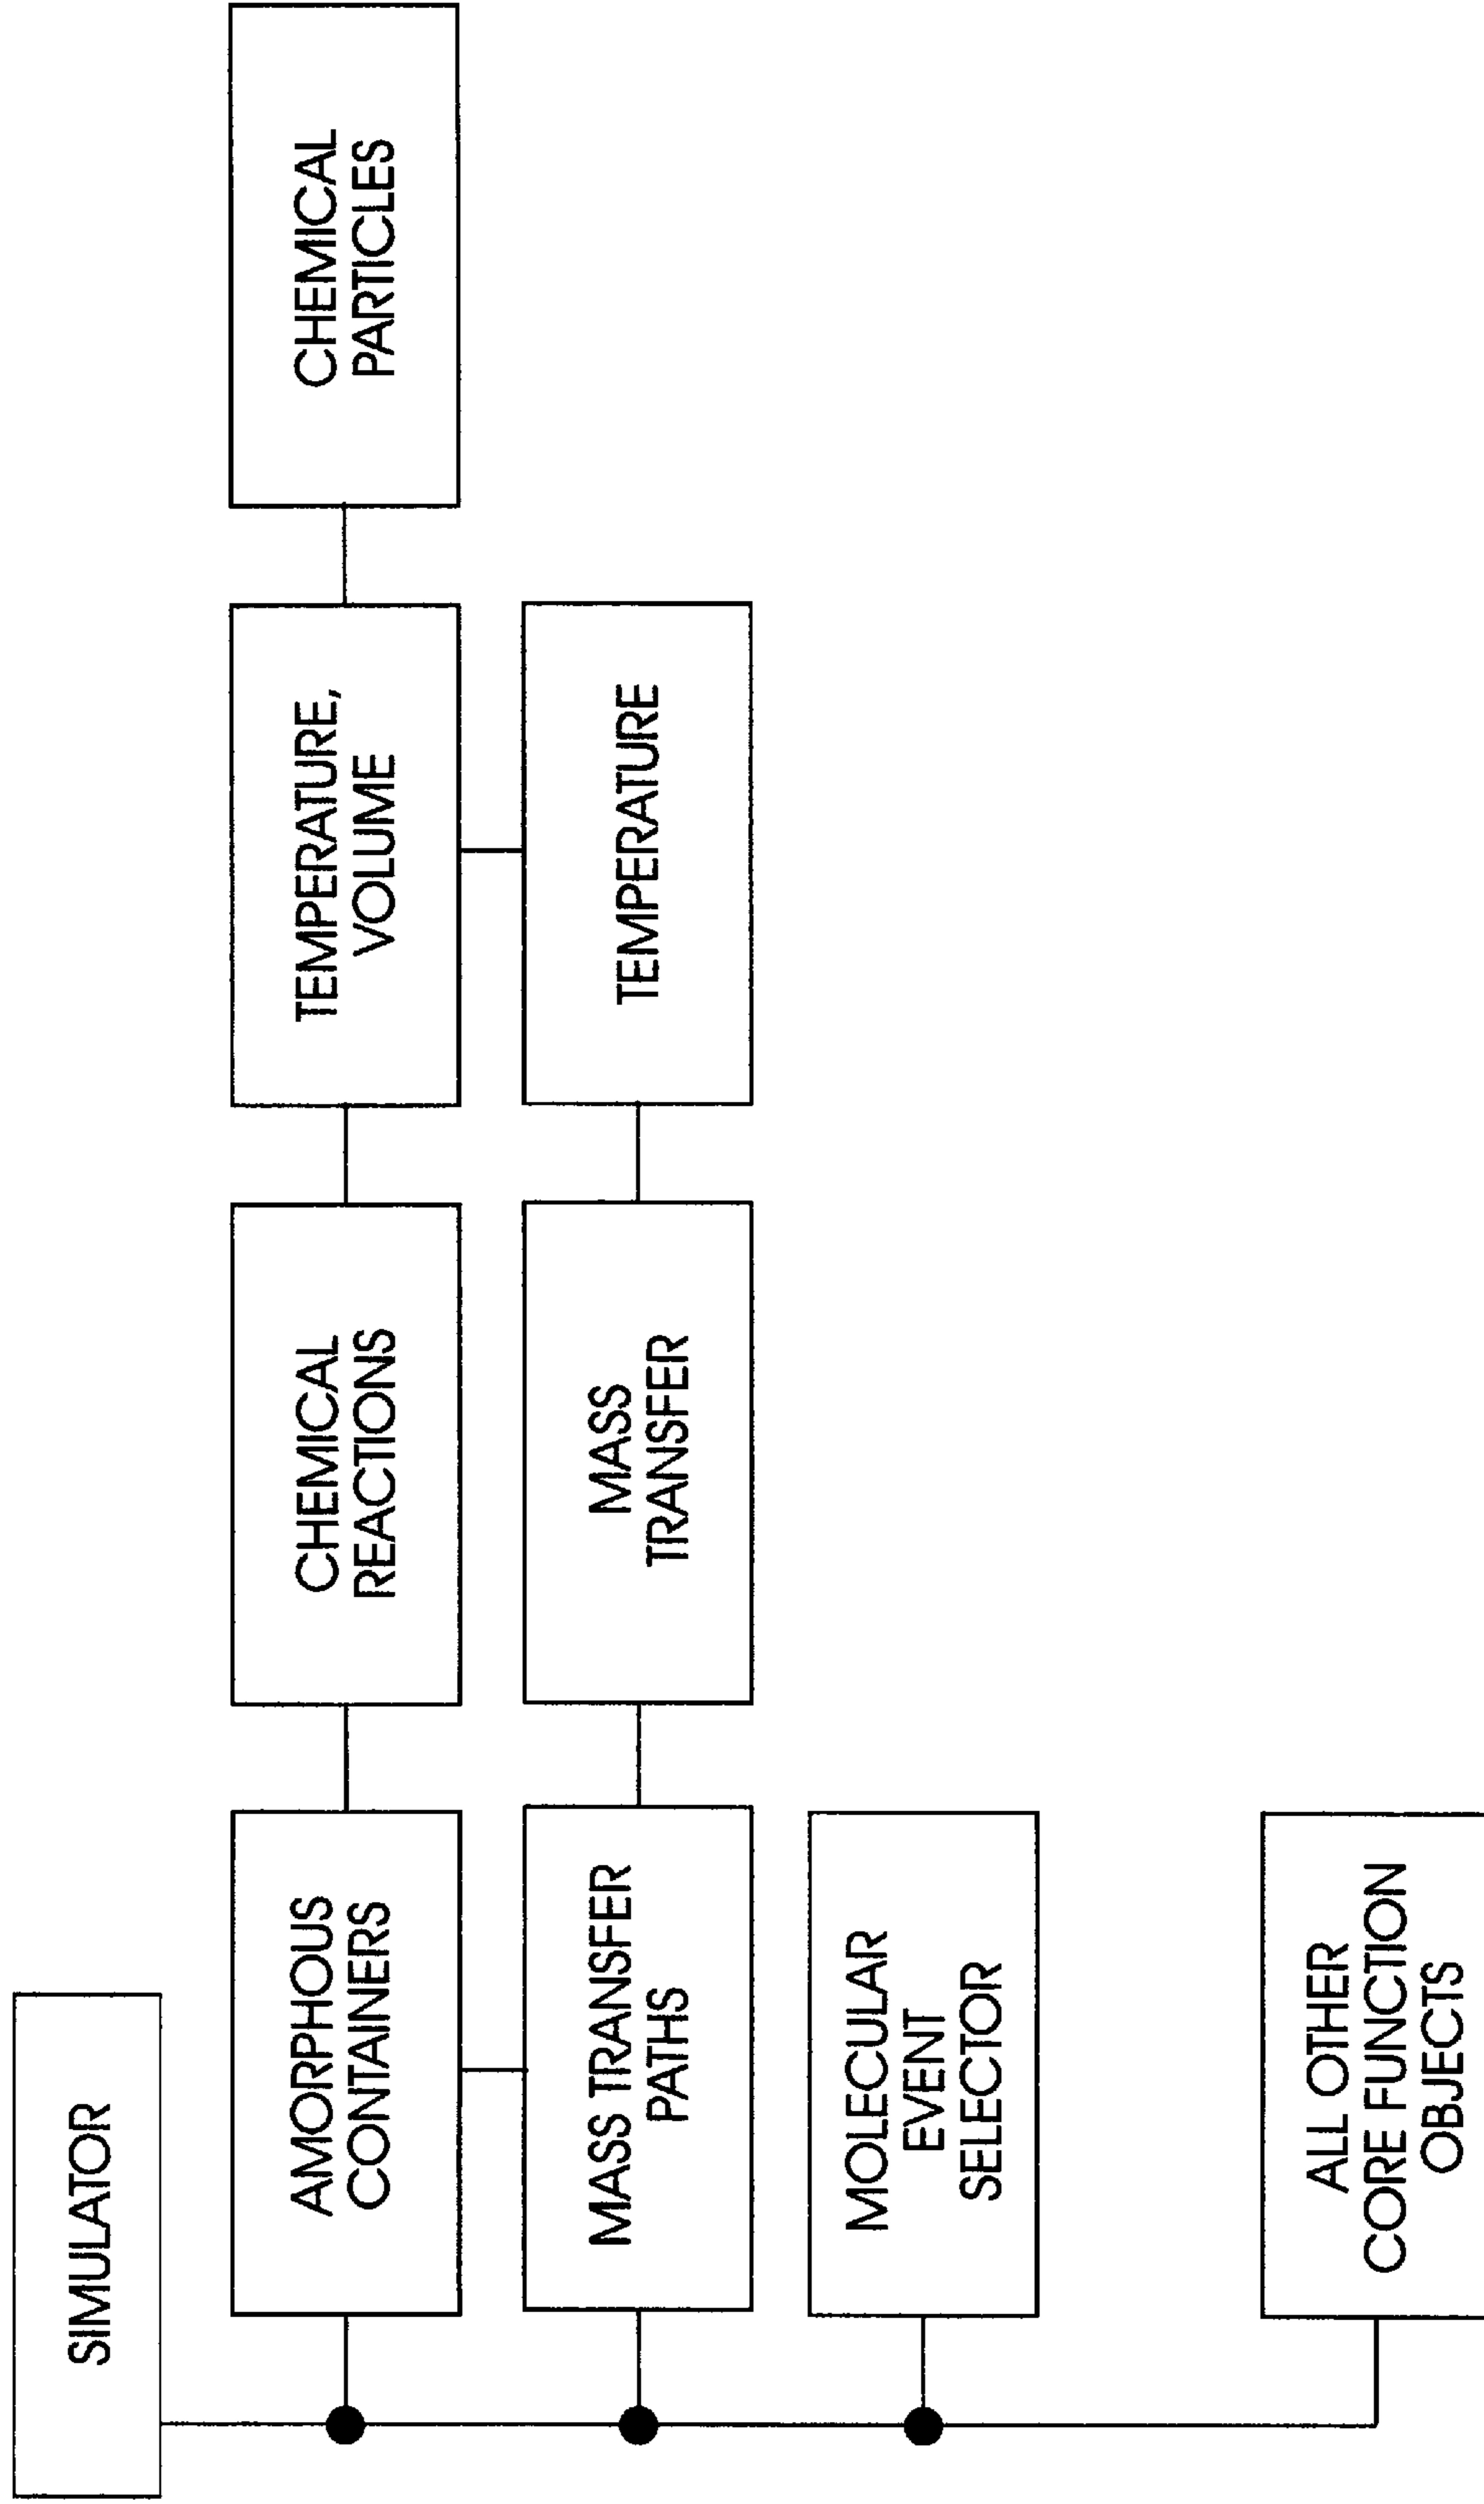 SIMULATOR
AMORPHOUS
CONTAINERS
CHEMICAL
REACTIONS
TEMPERATURE,
VOLUME
CHEMICAL
PARTICLES
MASS TRANSFER
PATHS
MASS
TRANSFER
TEMPERATURE
MOLECULAR
EVENT
SELECTOR
ALL OTHER
CORE FUNCTION
OBJECTS